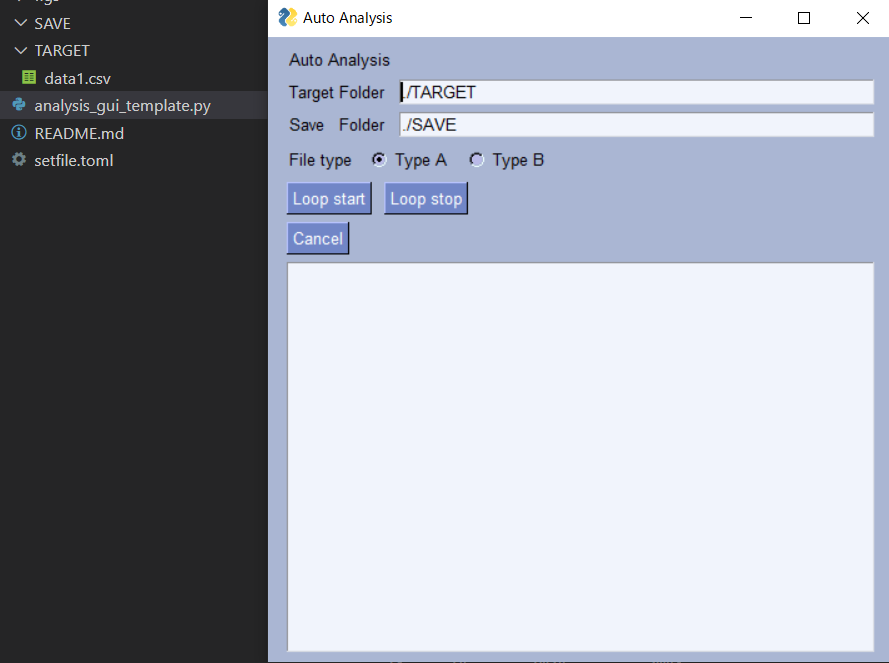 SAVE
TARGET
data1.csv
analysis_gui_template.py
README.md
setfile.toml
Auto Analysis
Auto Analysis
Target Folder ./TARGET
Save Folder ./SAVE
File type Type A Type B
Loop start Loop stop
Cancel